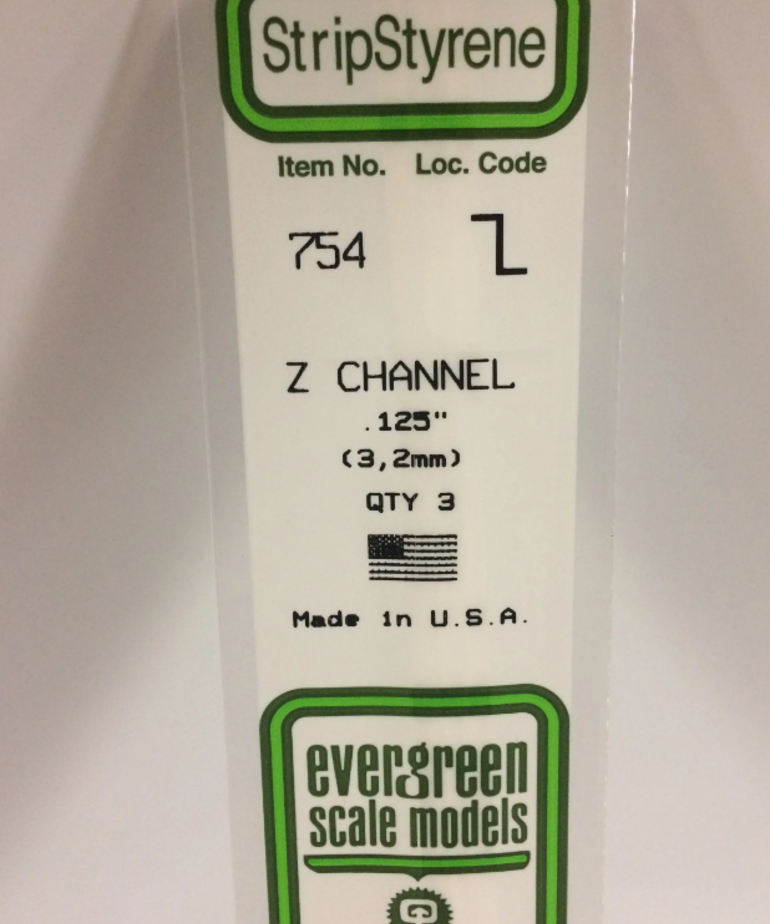 StripStyrene
Item No. Loc. Code
754
Z CHANNEL
.125"
(3,2mm)
QTY 3
Made in U.S.A.
evergreen
scale models